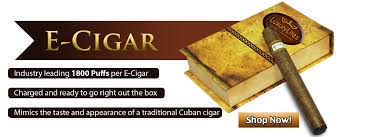 E-CIGAR
Industry leading 1800 Puffs per E-Cigar
Charged and ready to go right out the box
Mimics the taste and appearance of a traditional Cuban cigar
LuxuryLites
Shop Now!